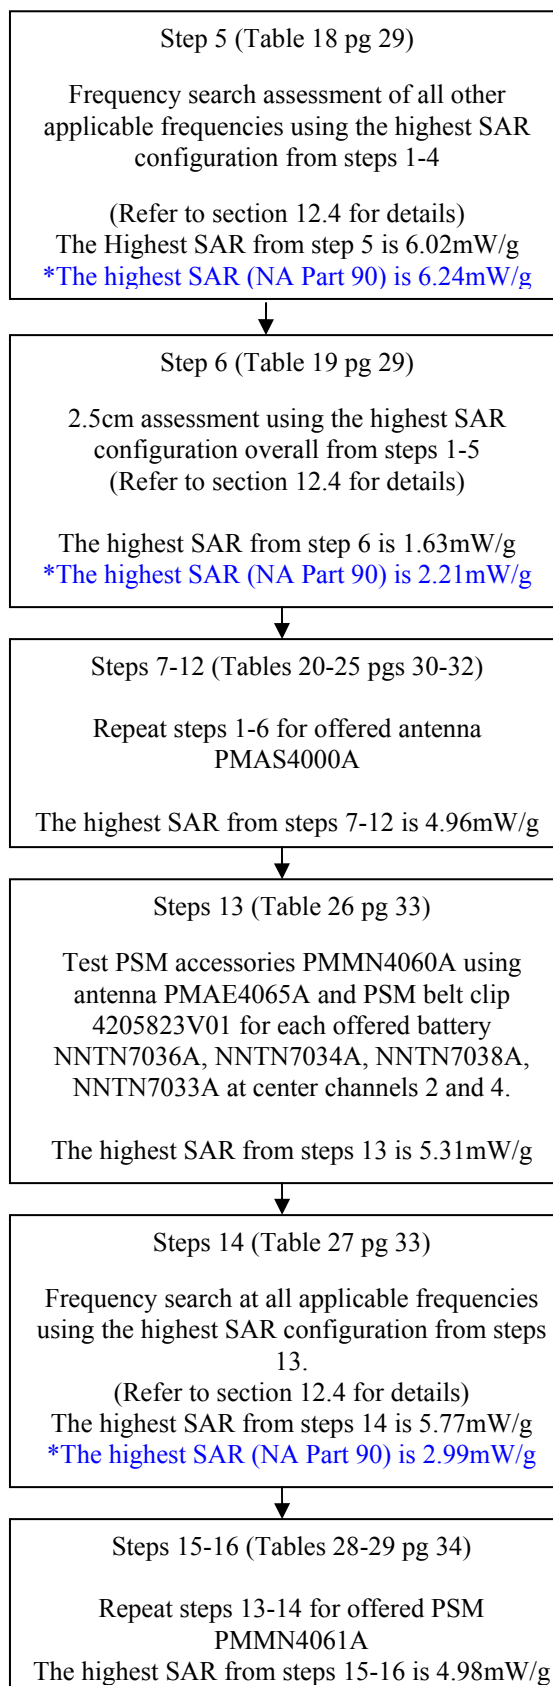 Step 5 (Table 18 pg 29)
Frequency search assessment of all other
applicable frequencies using the highest SAR
configuration from steps 1-4
(Refer to section 12.4 for details)
The Highest SAR from step 5 is 6.02mW/g
*The highest SAR (NA Part 90) is 6.24mW/g
Step 6 (Table 19 pg 29)
2.5cm assessment using the highest SAR
configuration overall from steps 1-5
(Refer to section 12.4 for details)
The highest SAR from step 6 is 1.63mW/g
*The highest SAR (NA Part 90) is 2.21mW/g
Steps 7-12 (Tables 20-25 pgs 30-32)
Repeat steps 1-6 for offered antenna
PMAS4000A
The highest SAR from steps 7-12 is 4.96mW/g
Steps 13 (Table 26 pg 33)
Test PSM accessories PMMN4060A using
antenna PMAE4065A and PSM belt clip
4205823V01 for each offered battery
NNTN7036A, NNTN7034A, NNTN7038A,
NNTN7033A at center channels 2 and 4.
The highest SAR from steps 13 is 5.31mW/g
Steps 14 (Table 27 pg 33)
Frequency search at all applicable frequencies
using the highest SAR configuration from steps
13.
(Refer to section 12.4 for details)
The highest SAR from steps 14 is 5.77mW/g
*The highest SAR (NA Part 90) is 2.99mW/g
Steps 15-16 (Tables 28-29 pg 34)
Repeat steps 13-14 for offered PSM
PMMN4061A
The highest SAR from steps 15-16 is 4.98mW/g